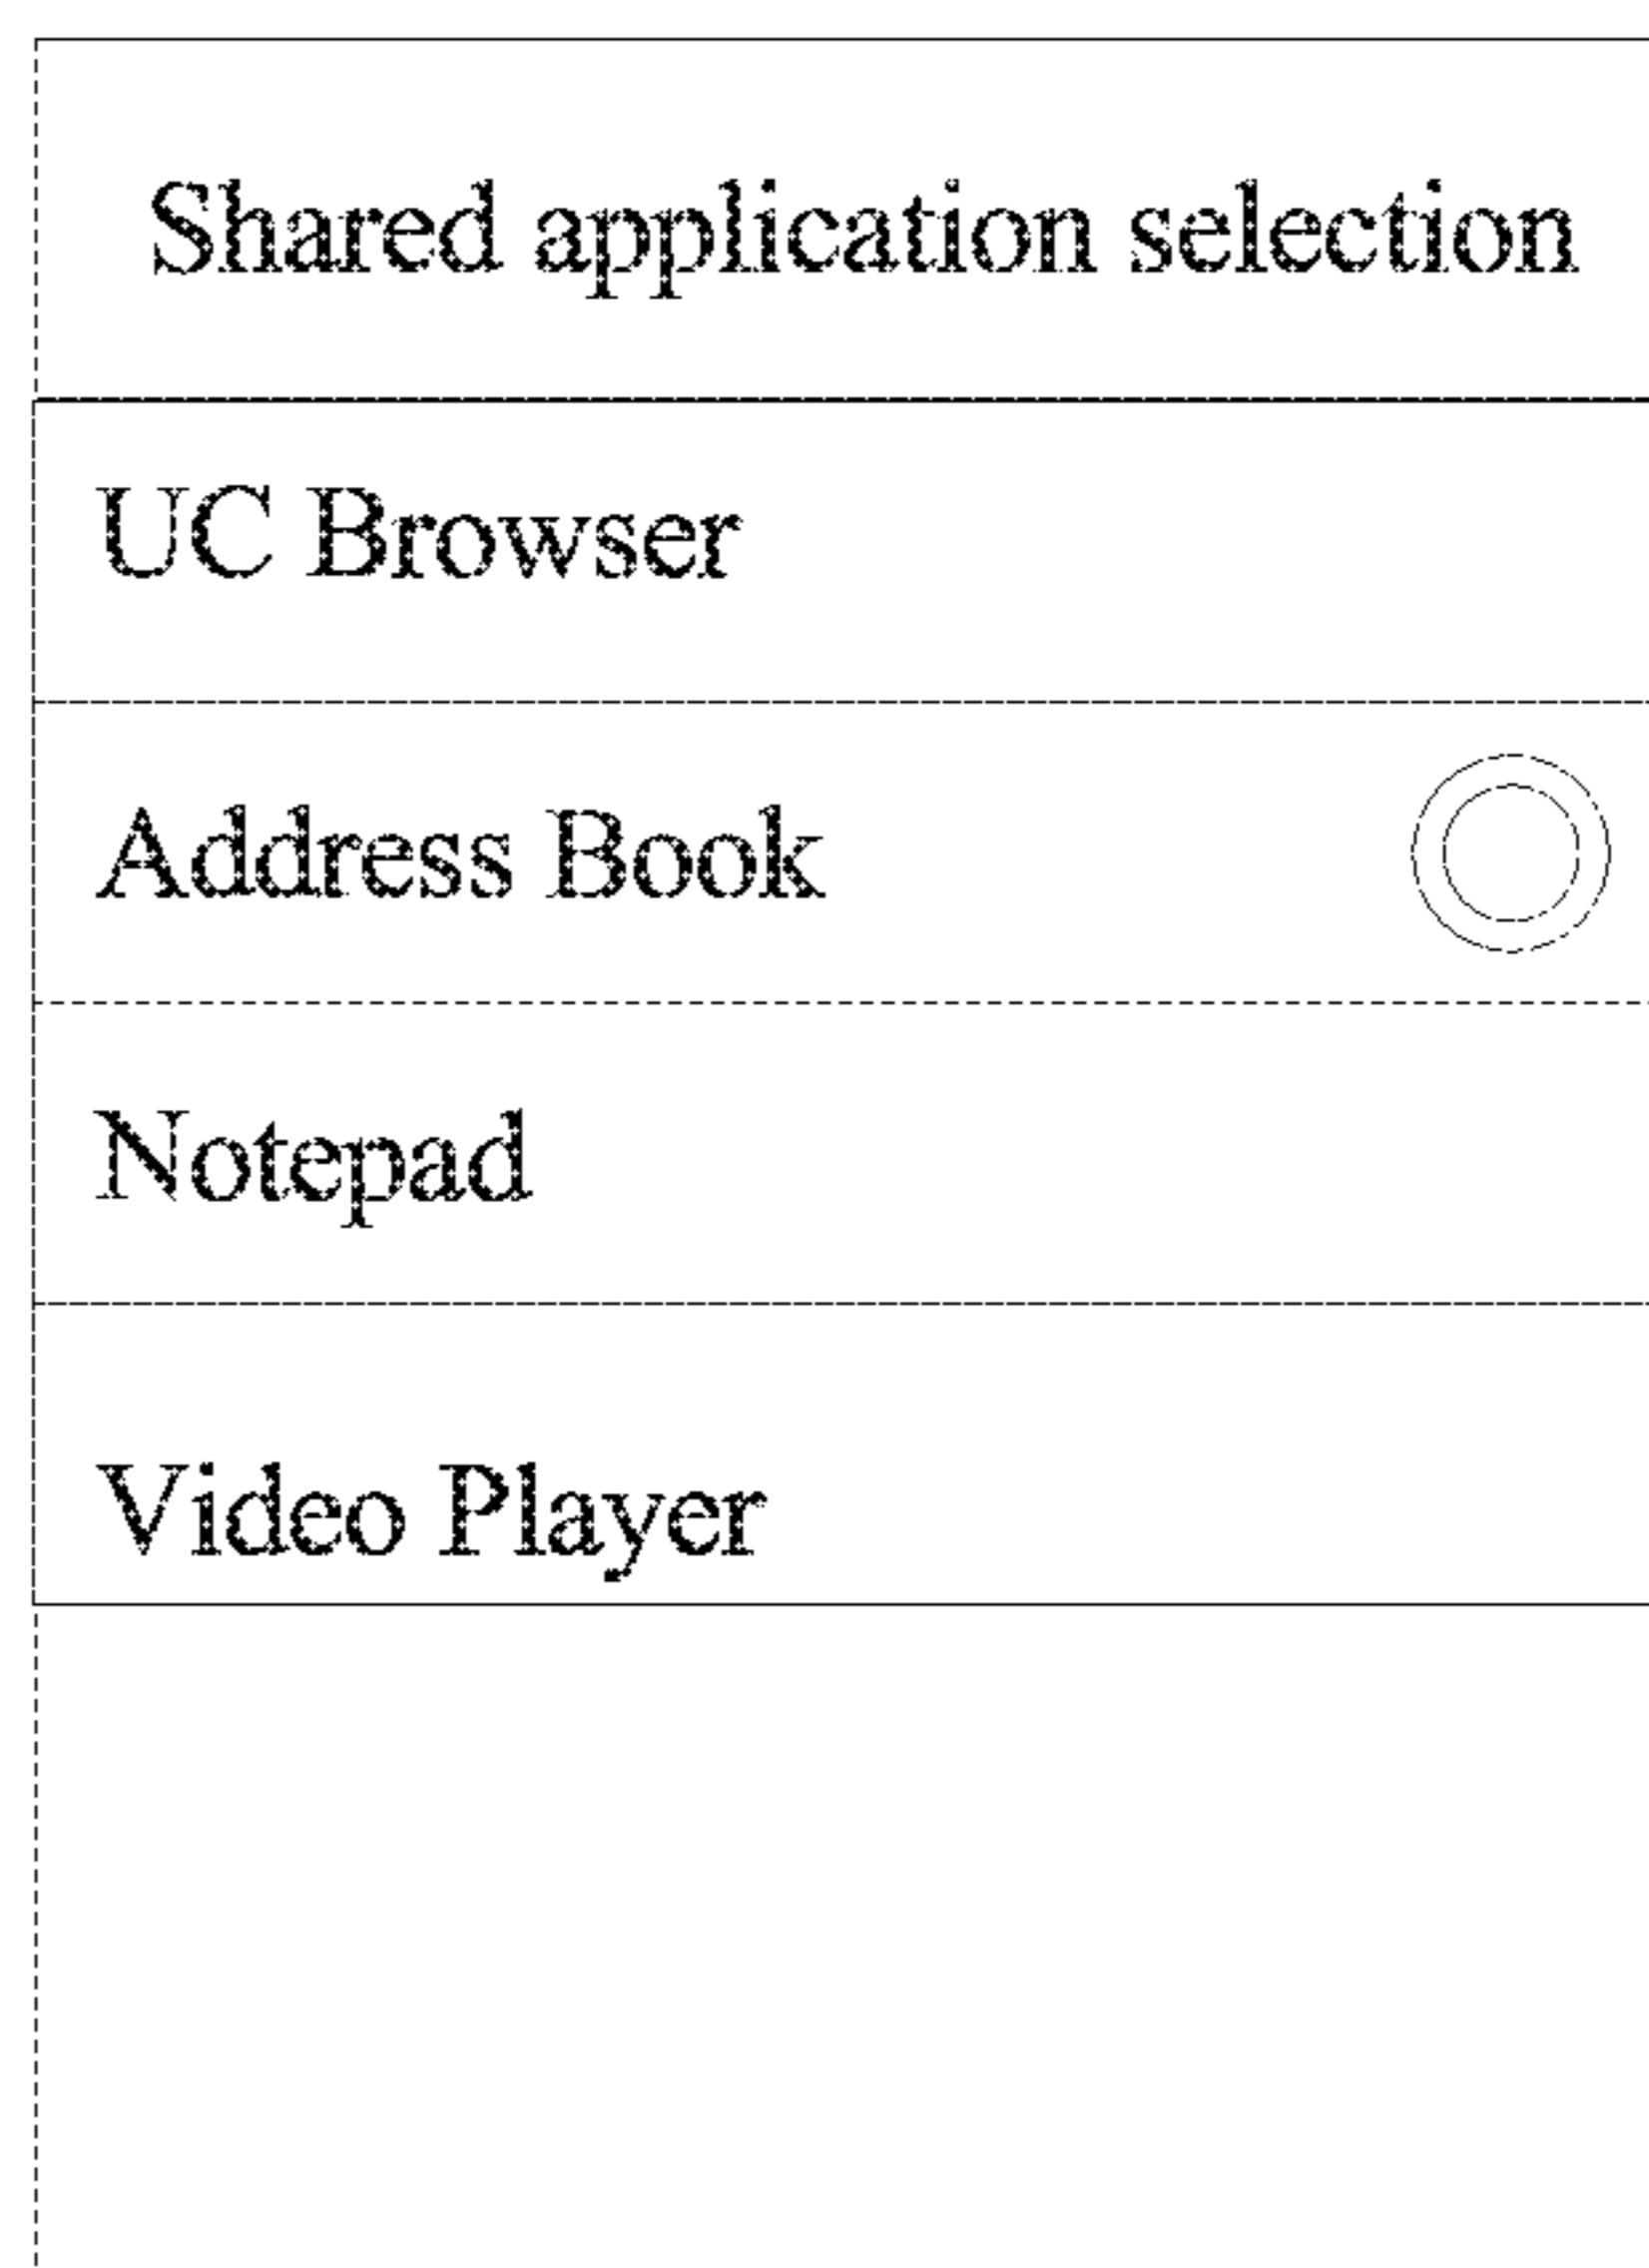 Shared application selection
UC Browser
Address Book
Notepad
Video Player